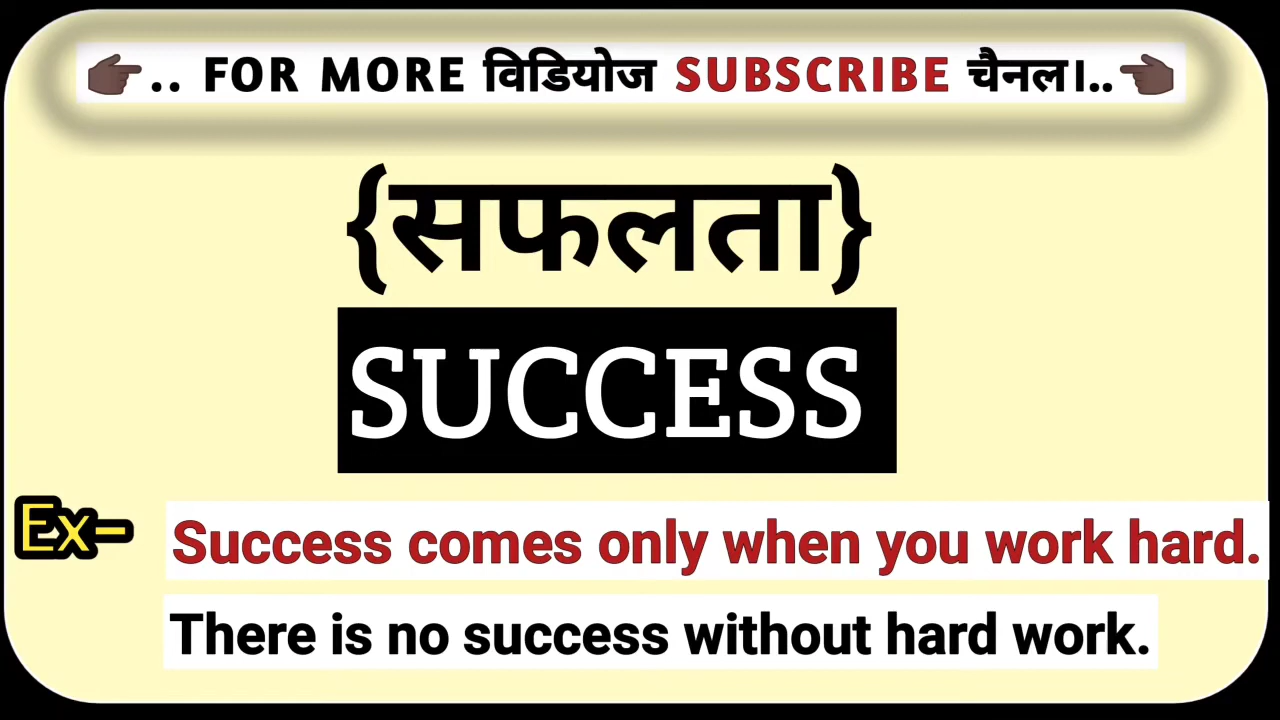 👉.. FOR MORE विडियोज SUBSCRIBE चैनल।..👈
{सफलता}
SUCCESS
Ex- Success comes only when you work hard.
There is no success without hard work.